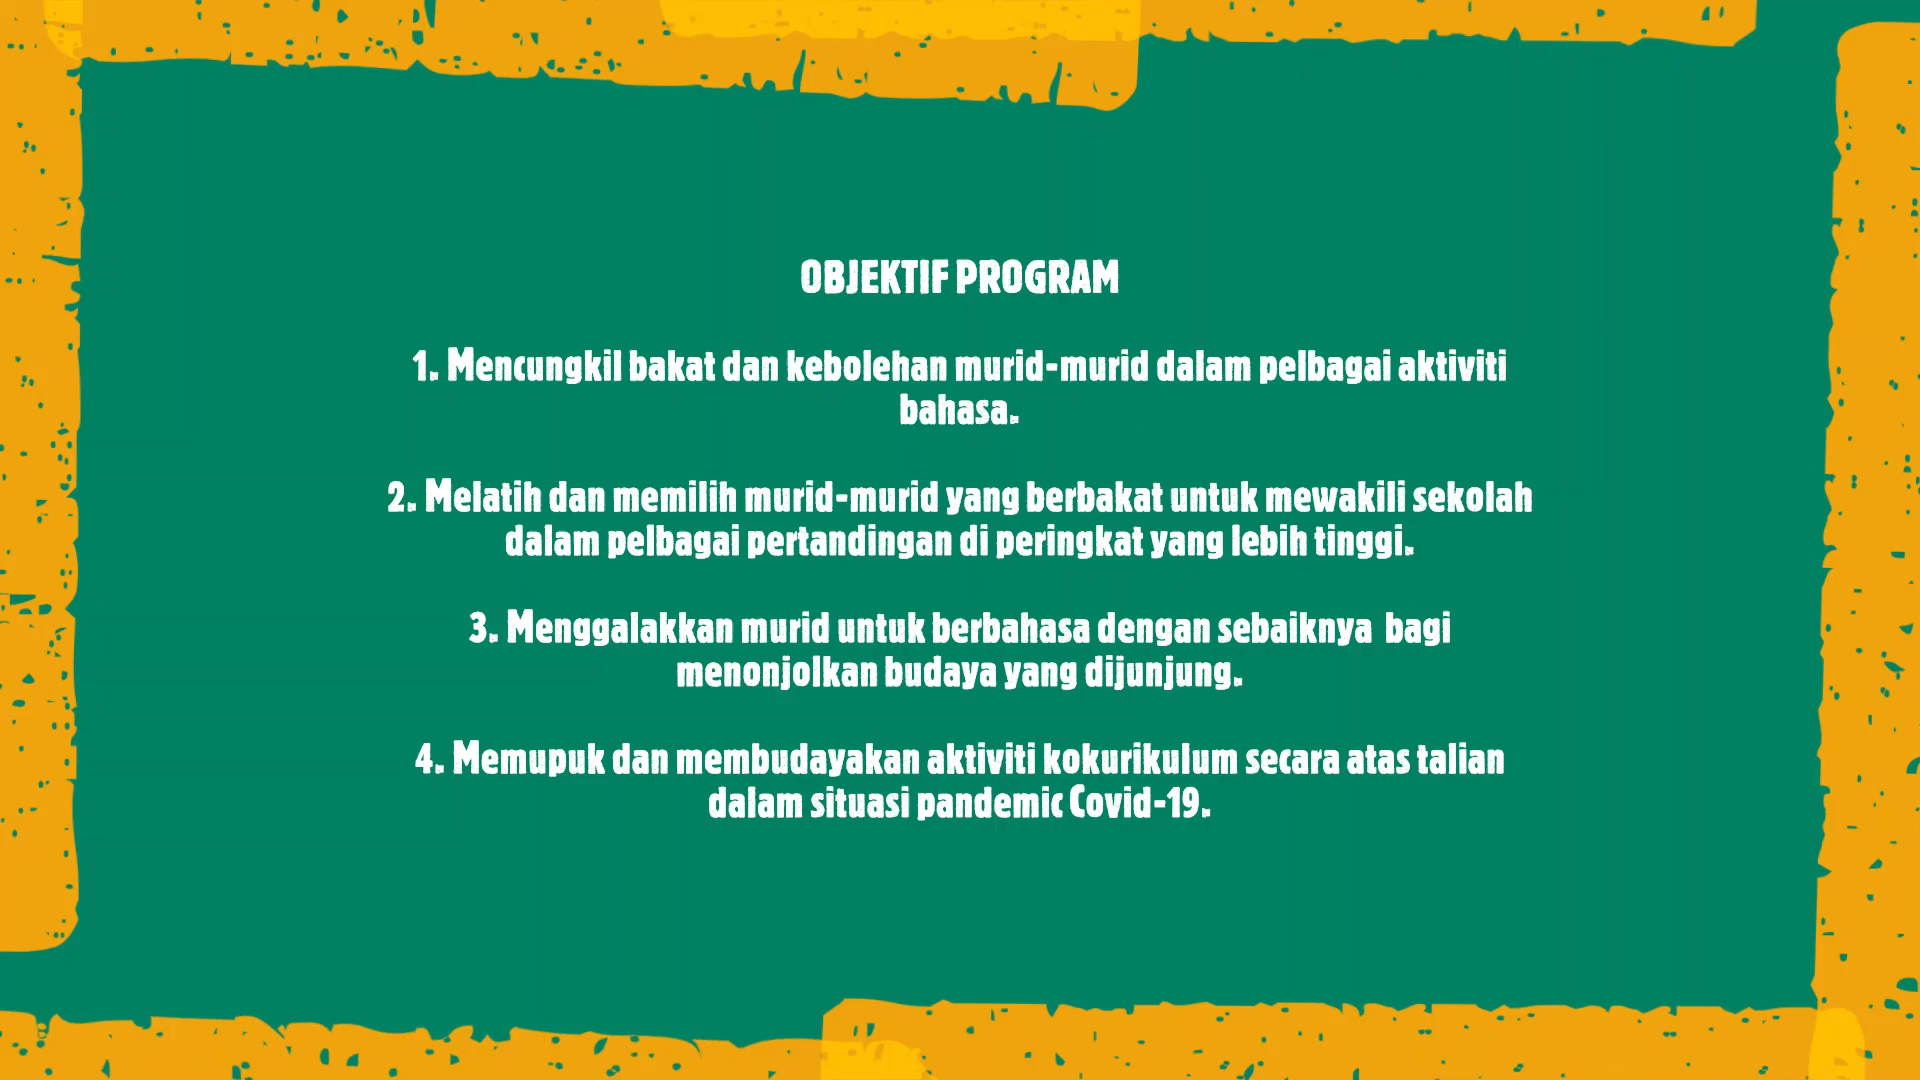 OBJEKTIF PROGRAM
1. Mencungkil bakat dan kebolehan murid-murid dalam pelbagai aktiviti
bahasa.
2. Melatih dan memilih murid-murid yang berbakat untuk mewakili sekolah
dalam pelbagai pertandingan di peringkat yang lebih tinggi.
3. Menggalakkan murid untuk berbahasa dengan sebaiknya bagi
menonjolkan budaya yang dijunjung.
4. Memupuk dan membudayakan aktiviti kokurikulum secara atas talian
dalam situasi pandemic Covid-19.